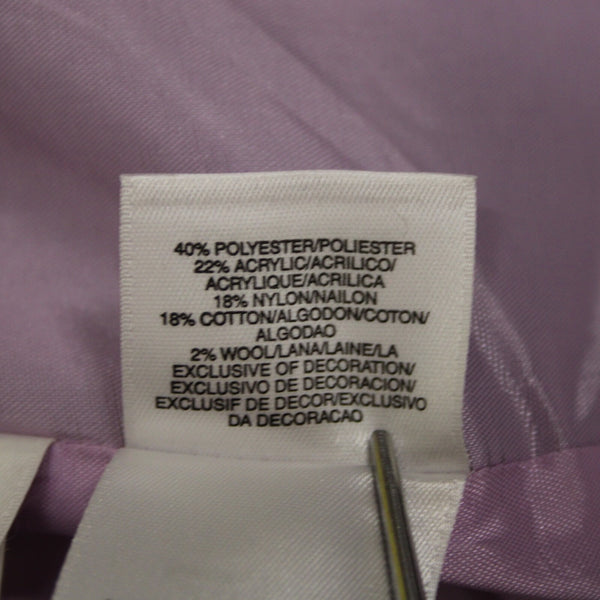 40% POLYESTER/POLIESTER
22% ACRYLIC/ACRILICO/
ACRYLIQUE/ACRILICA
18% NYLON/NAILON
18% COTTON/ALGODON/COTON/
ALGODAO
2% WOOL/LANA/LAINE/LA
EXCLUSIVE OF DECORATION/
EXCLUSIVO DE DECORACION/
EXCLUSIF DE DECOR/EXCLUSIVO
DA DECORACAO